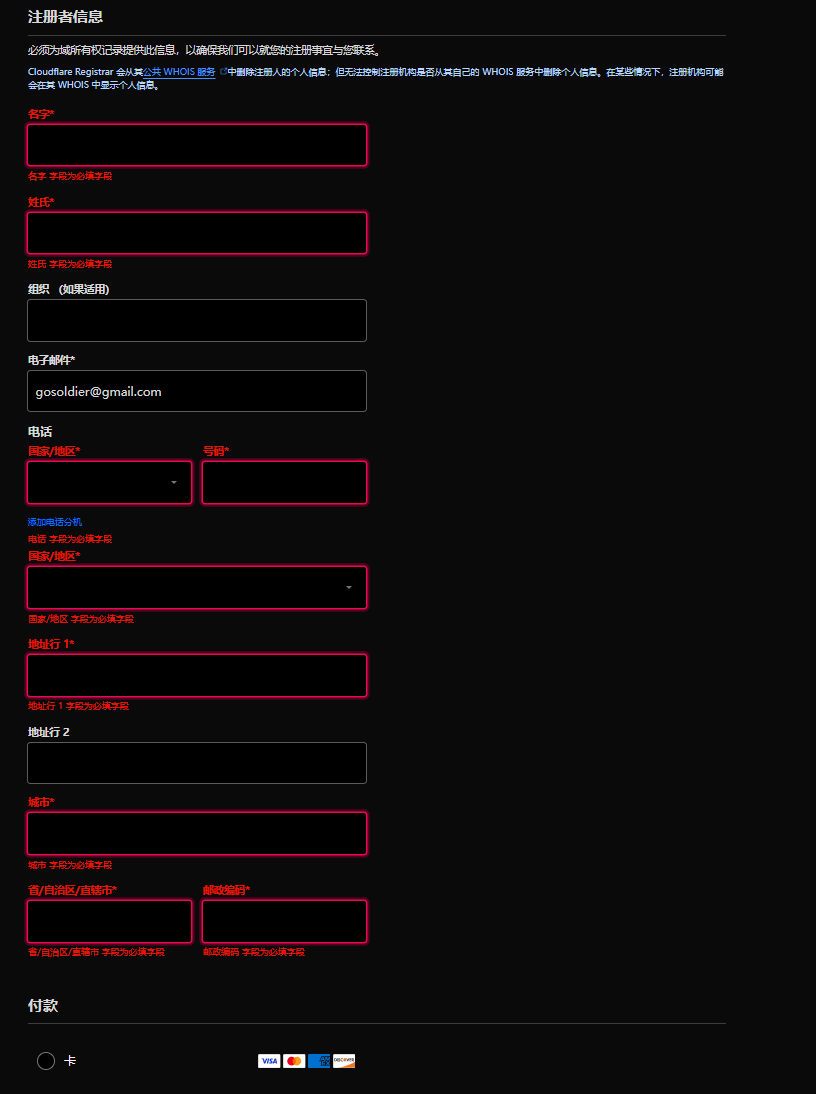 注册者信息
必须为域所有权记录提供此信息，以确保我们可以就您的注册事宜与您联系。
Cloudflare Registrar 会从其公共 WHOIS 服务 中删除注册人的个人信息；但无法控制注册机构是否从其自己的 WHOIS 服务中删除个人信息。在某些情况下，注册机构可能
会在其 WHOIS 中显示个人信息。
名字*
名字 字段为必填字段
姓氏*
姓氏 字段为必填字段
组织 (如果适用)
电子邮件*
gosoldier@gmail.com
电话
国家/地区* 号码*
添加电话分机
电话 字段为必填字段
国家/地区*
国家/地区 字段为必填字段
地址行 1*
地址行 1 字段为必填字段
地址行 2
城市*
城市 字段为必填字段
省/自治区/直辖市* 邮政编码*
省/自治区/直辖市 字段为必填字段 邮政编码 字段为必填字段
付款
卡 VISA DISCOVER